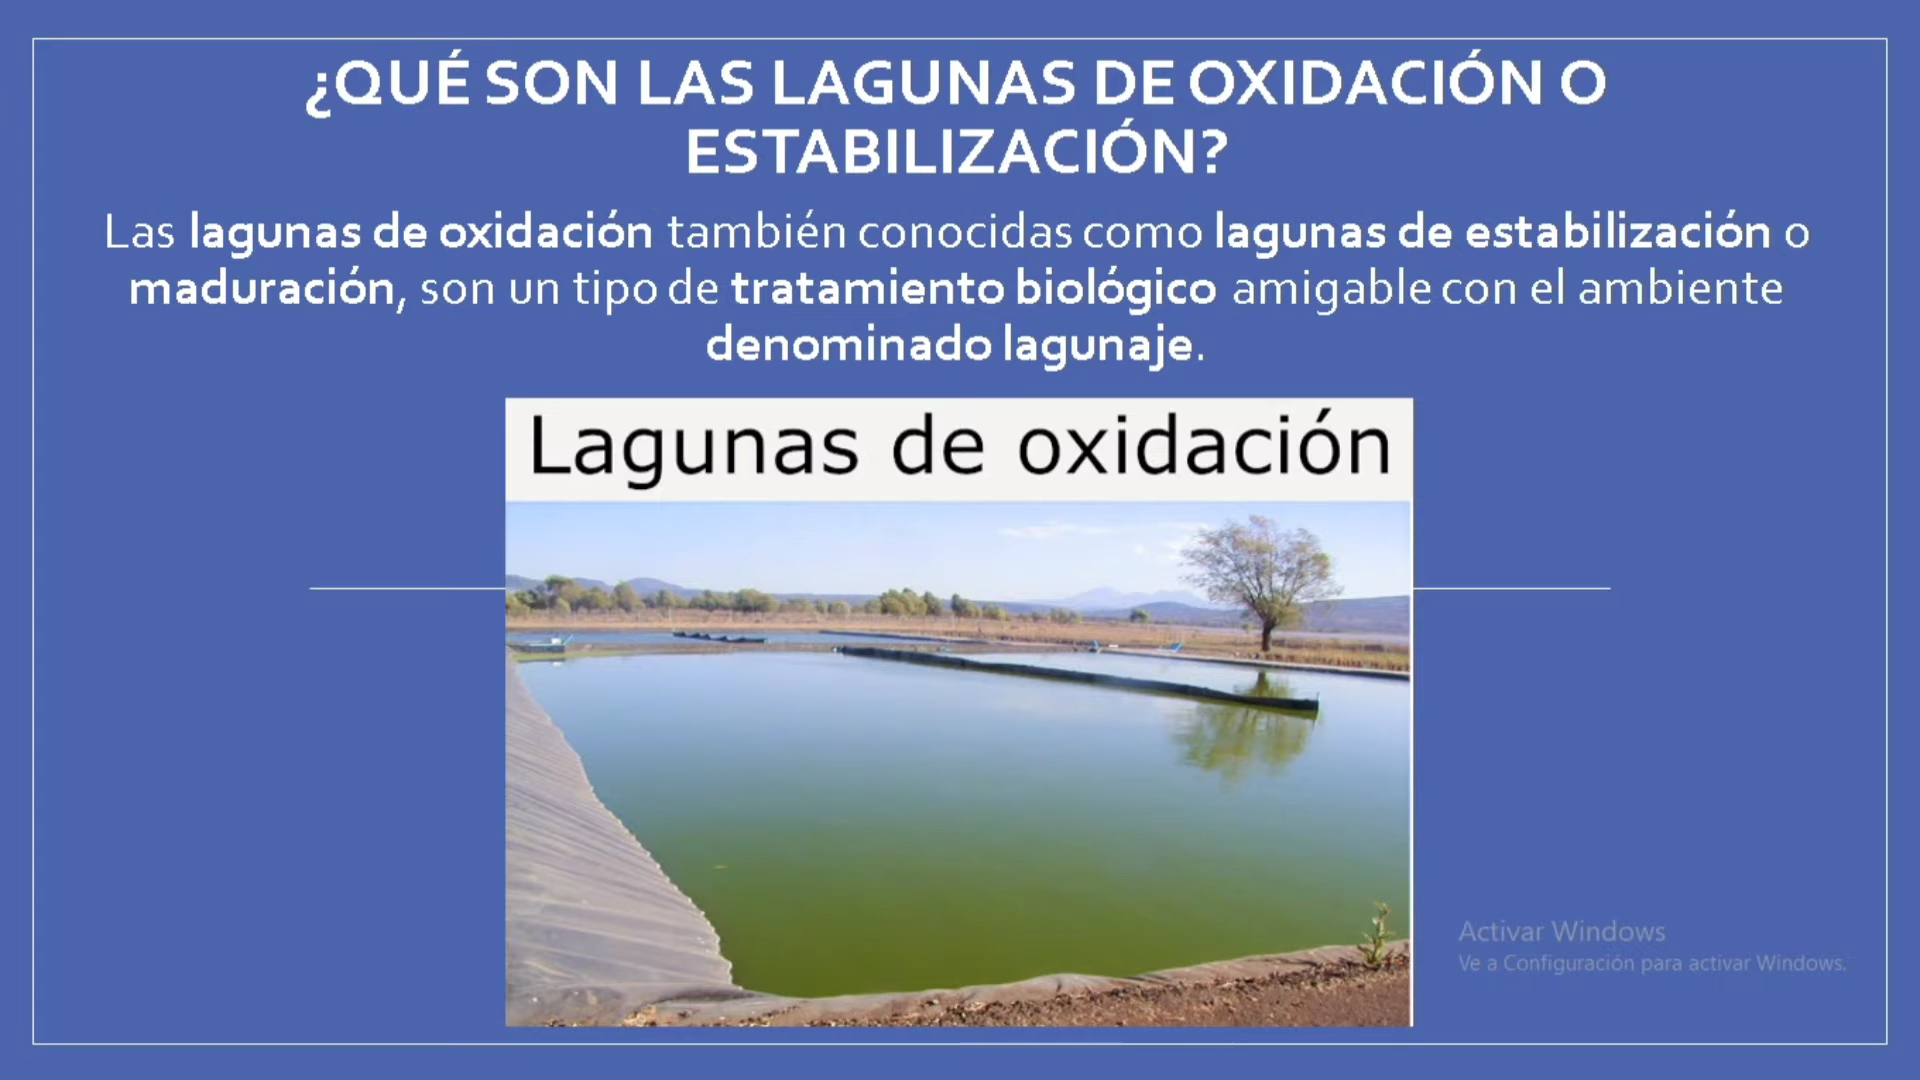 ¿QUÉ SON LAS LAGUNAS DE OXIDACIÓN O
ESTABILIZACIÓN?
Las lagunas de oxidación también conocidas como lagunas de estabilización o
maduración, son un tipo de tratamiento biológico amigable con el ambiente
denominado lagunaje.
Lagunas de oxidación
Activar Windows
Ve a Configuración para activar Windows.